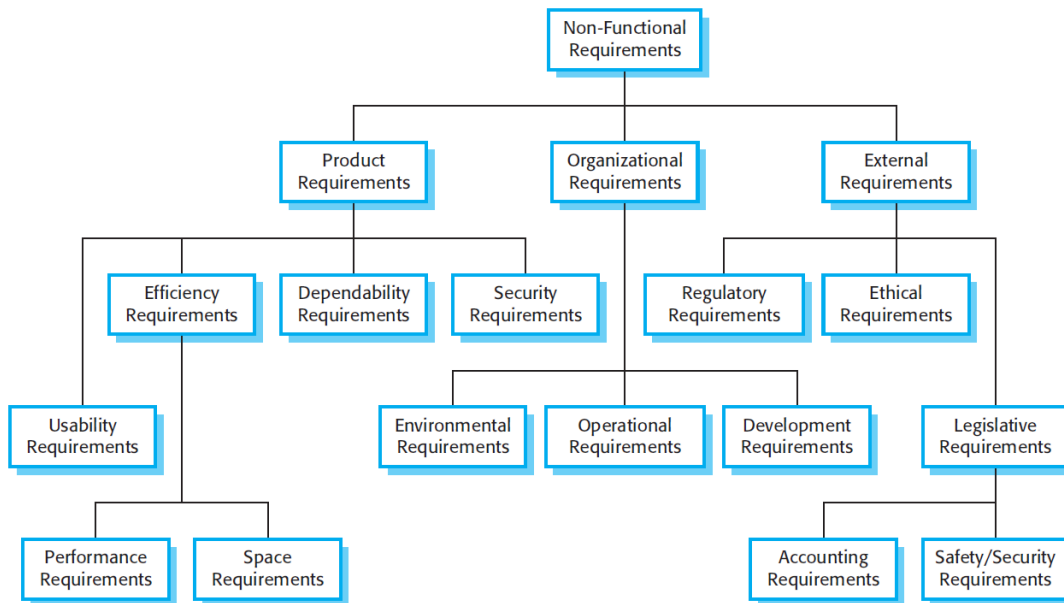 Non-Functional
Requirements
Product
Requirements
Organizational
Requirements
External
Requirements
Efficiency
Requirements
Dependability
Requirements
Security
Requirements
Regulatory
Requirements
Ethical
Requirements
Usability
Requirements
Environmental
Requirements
Operational
Requirements
Development
Requirements
Legislative
Requirements
Performance
Requirements
Space
Requirements
Accounting
Requirements
Safety/Security
Requirements